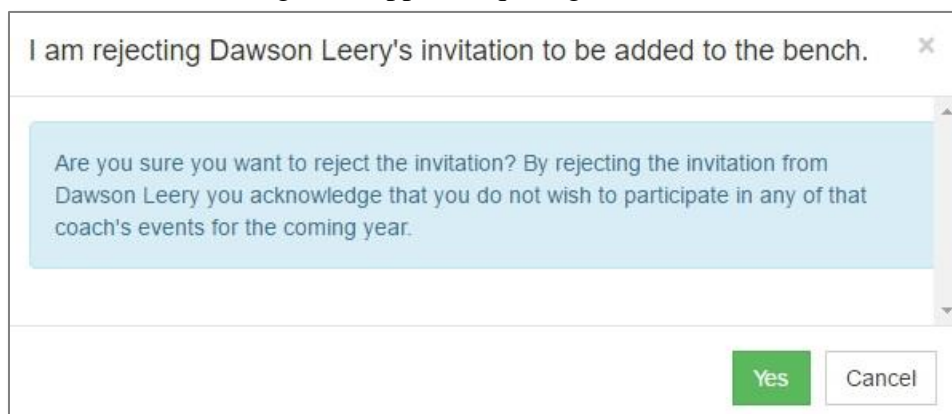 I am rejecting Dawson Leery's invitation to be added to the bench. ×
Are you sure you want to reject the invitation? By rejecting the invitation from
Dawson Leery you acknowledge that you do not wish to participate in any of that
coach's events for the coming year.
Yes Cancel